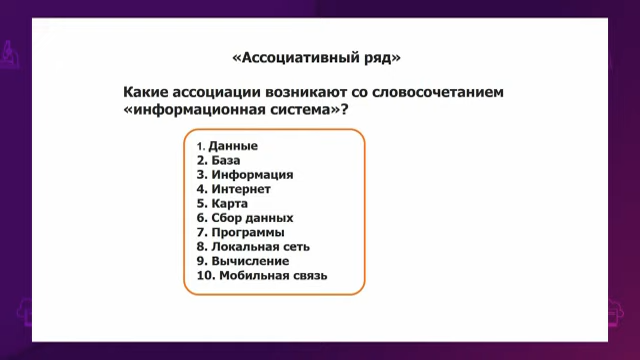 «Ассоциативный ряд»
Какие ассоциации возникают со словосочетанием
«информационная система»?
1. Данные
2. База
3. Информация
4. Интернет
5. Карта
6. Сбор данных
7. Программы
8. Локальная сеть
9. Вычисление
10. Мобильная связь